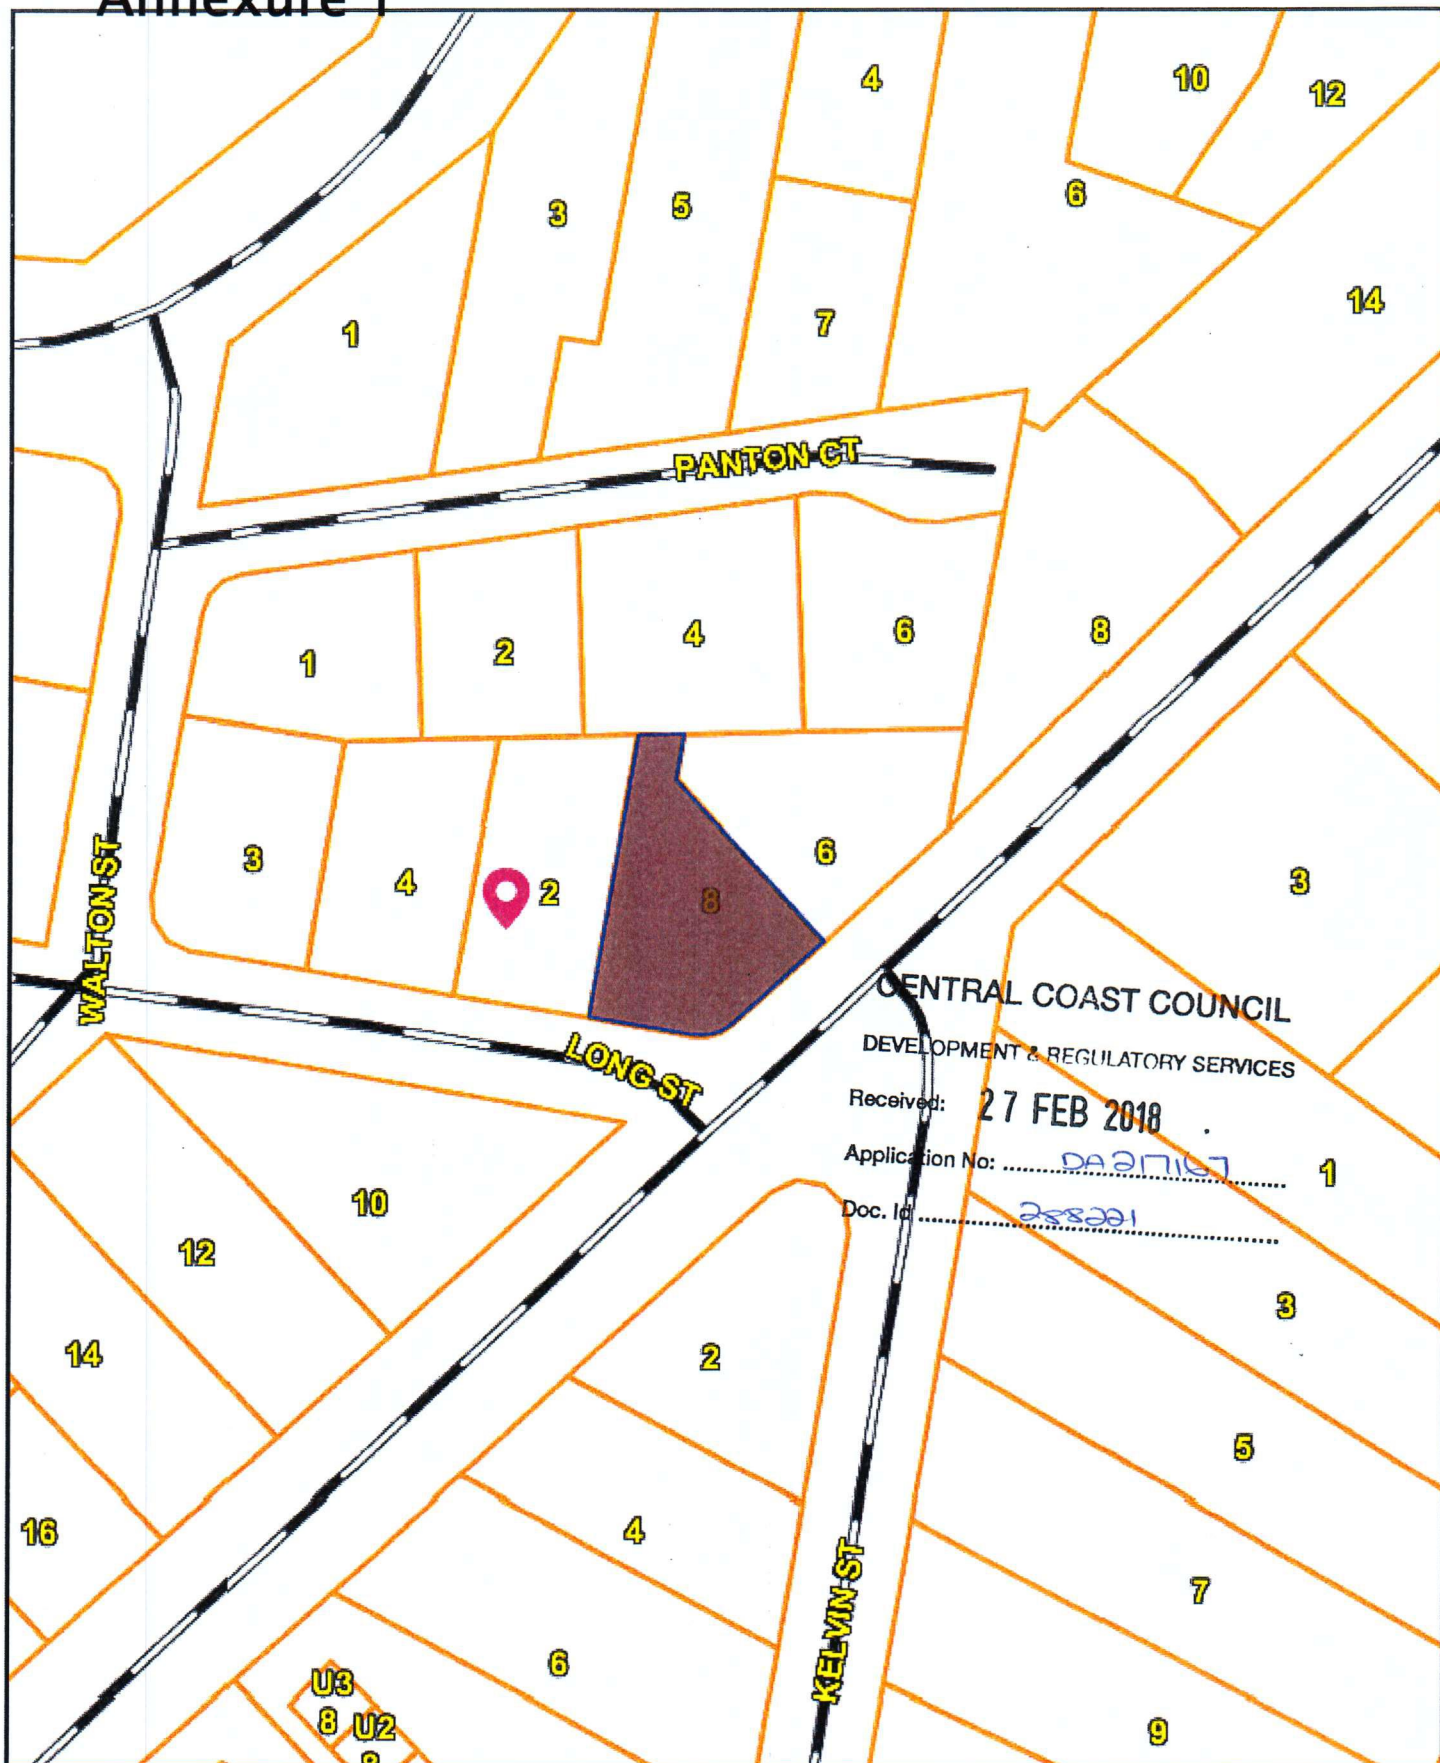 Annexure 1
4
10
12
3
5
6
1
7
14
PANTON CT
1
2
4
6
8
3
4
2
8
6
3
WALTON ST
LONG ST
CENTRAL COAST COUNCIL
DEVELOPMENT & REGULATORY SERVICES
Received: 27 FEB 2018
Application No: DA217167
Doc. Id 288221
1
10
12
3
14
2
5
16
4
7
KELVIN ST
6
U3
8
U2
8
9